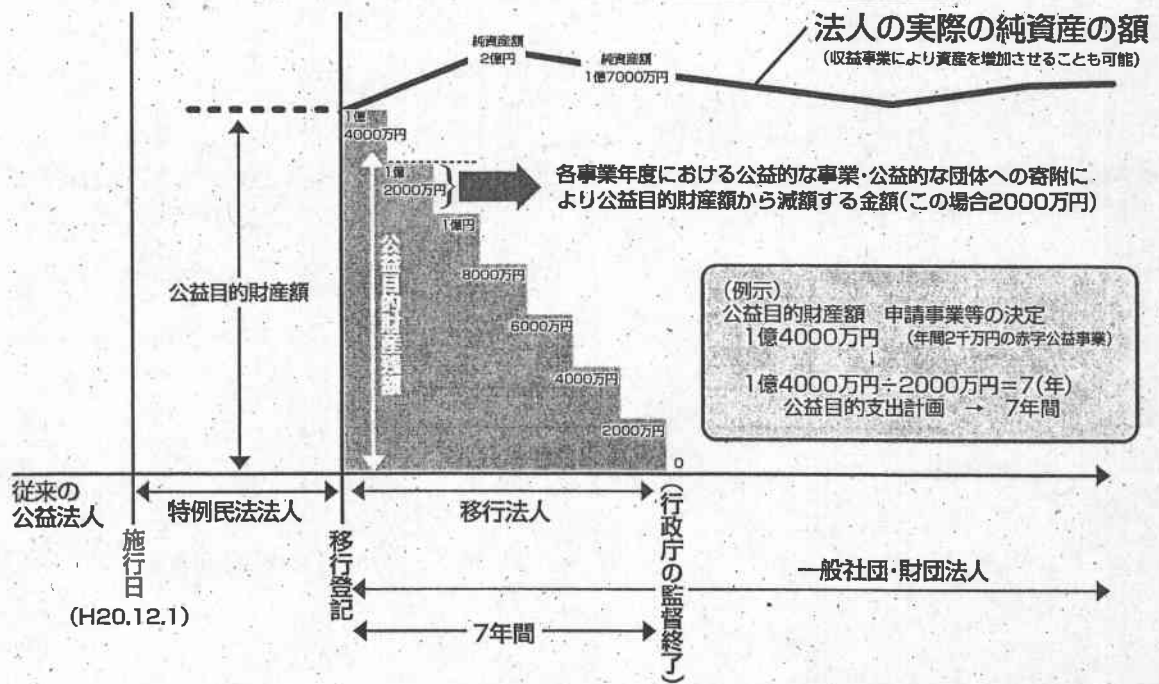 法人の実際の純資産の額
(収益事業により資産を増加させることも可能)
純資産額
2億円
純資産額
1億7000万円
1億
4000万円
1億
2000万円
1億円
8000万円
6000万円
4000万円
2000万円
0
公益目的財産残額
各事業年度における公益的な事業・公益的な団体への寄附に
より公益目的財産額から減額する金額(この場合2000万円)
公益目的財産額
(例示)
公益目的財産額 申請事業等の決定
1億4000万円 (年間2千万円の赤字公益事業)
↓
1億4000万円÷2000万円=7(年)
公益目的支出計画 → 7年間
従来の
公益法人
特例民法法人
移行法人
施行日
(H20.12.1)
移行登記
(行政庁の監督終了)
一般社団・財団法人
7年間